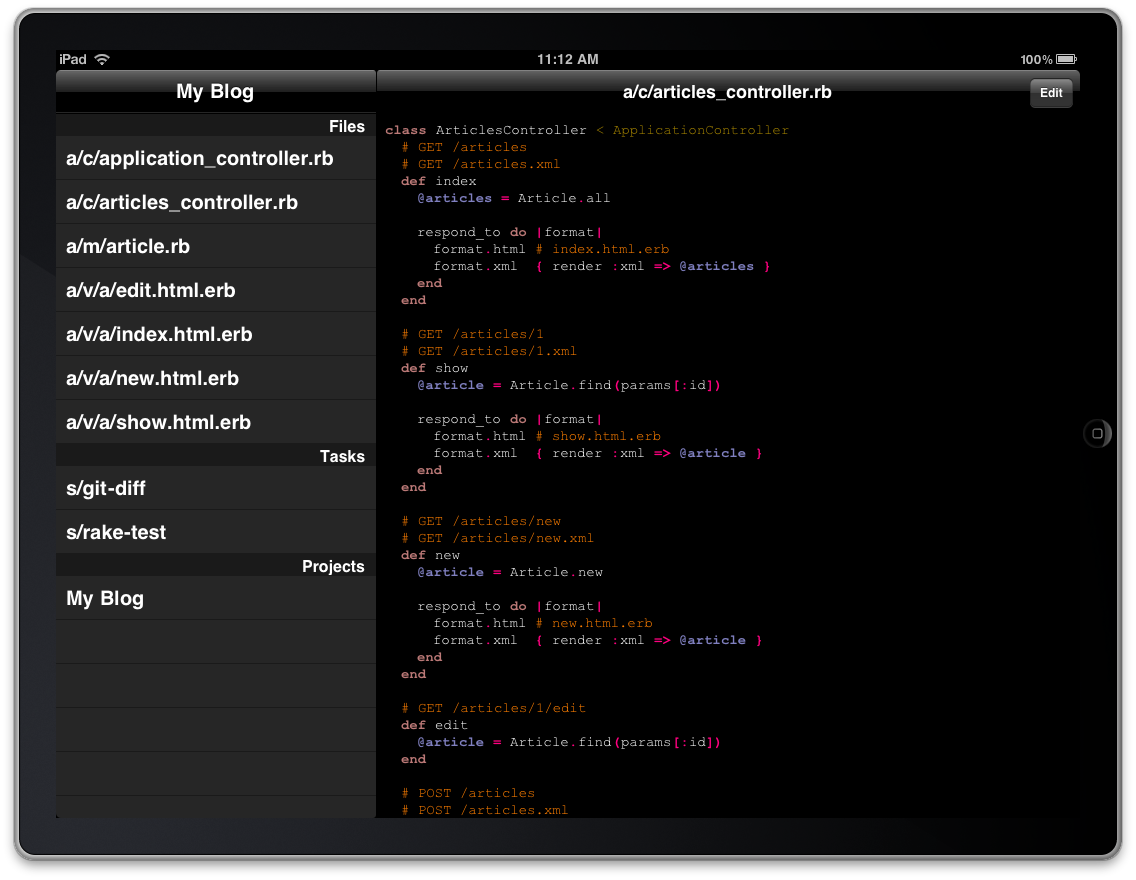 iPad 11:12 AM 100%
My Blog
Files
a/c/application_controller.rb
a/c/articles_controller.rb
a/m/article.rb
a/v/a/edit.html.erb
a/v/a/index.html.erb
a/v/a/new.html.erb
a/v/a/show.html.erb
Tasks
s/git-diff
s/rake-test
Projects
My Blog
a/c/articles_controller.rb
Edit
class ArticlesController < ApplicationController
  # GET /articles
  # GET /articles.xml
  def index
    @articles = Article.all

    respond_to do |format|
      format.html # index.html.erb
      format.xml  { render :xml => @articles }
    end
  end

  # GET /articles/1
  # GET /articles/1.xml
  def show
    @article = Article.find(params[:id])

    respond_to do |format|
      format.html # show.html.erb
      format.xml  { render :xml => @article }
    end
  end

  # GET /articles/new
  # GET /articles/new.xml
  def new
    @article = Article.new

    respond_to do |format|
      format.html # new.html.erb
      format.xml  { render :xml => @article }
    end
  end

  # GET /articles/1/edit
  def edit
    @article = Article.find(params[:id])
  end

  # POST /articles
  # POST /articles.xml